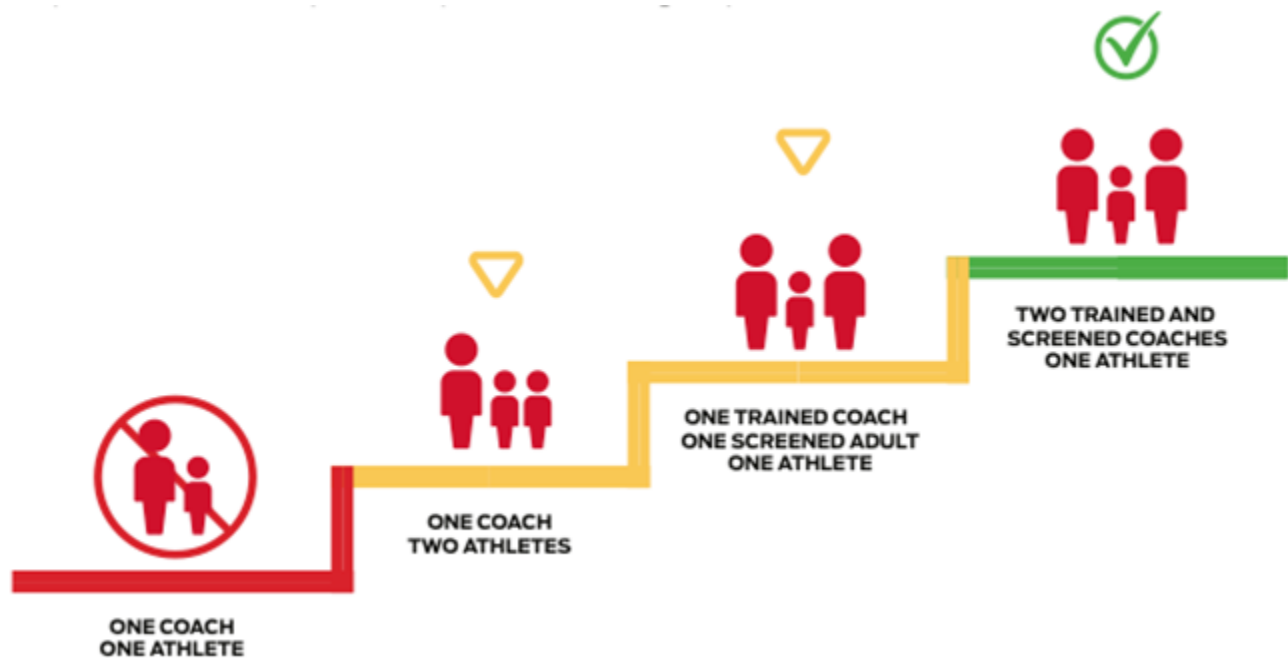 ONE COACH
ONE ATHLETE
ONE COACH
TWO ATHLETES
ONE TRAINED COACH
ONE SCREENED ADULT
ONE ATHLETE
TWO TRAINED AND
SCREENED COACHES
ONE ATHLETE